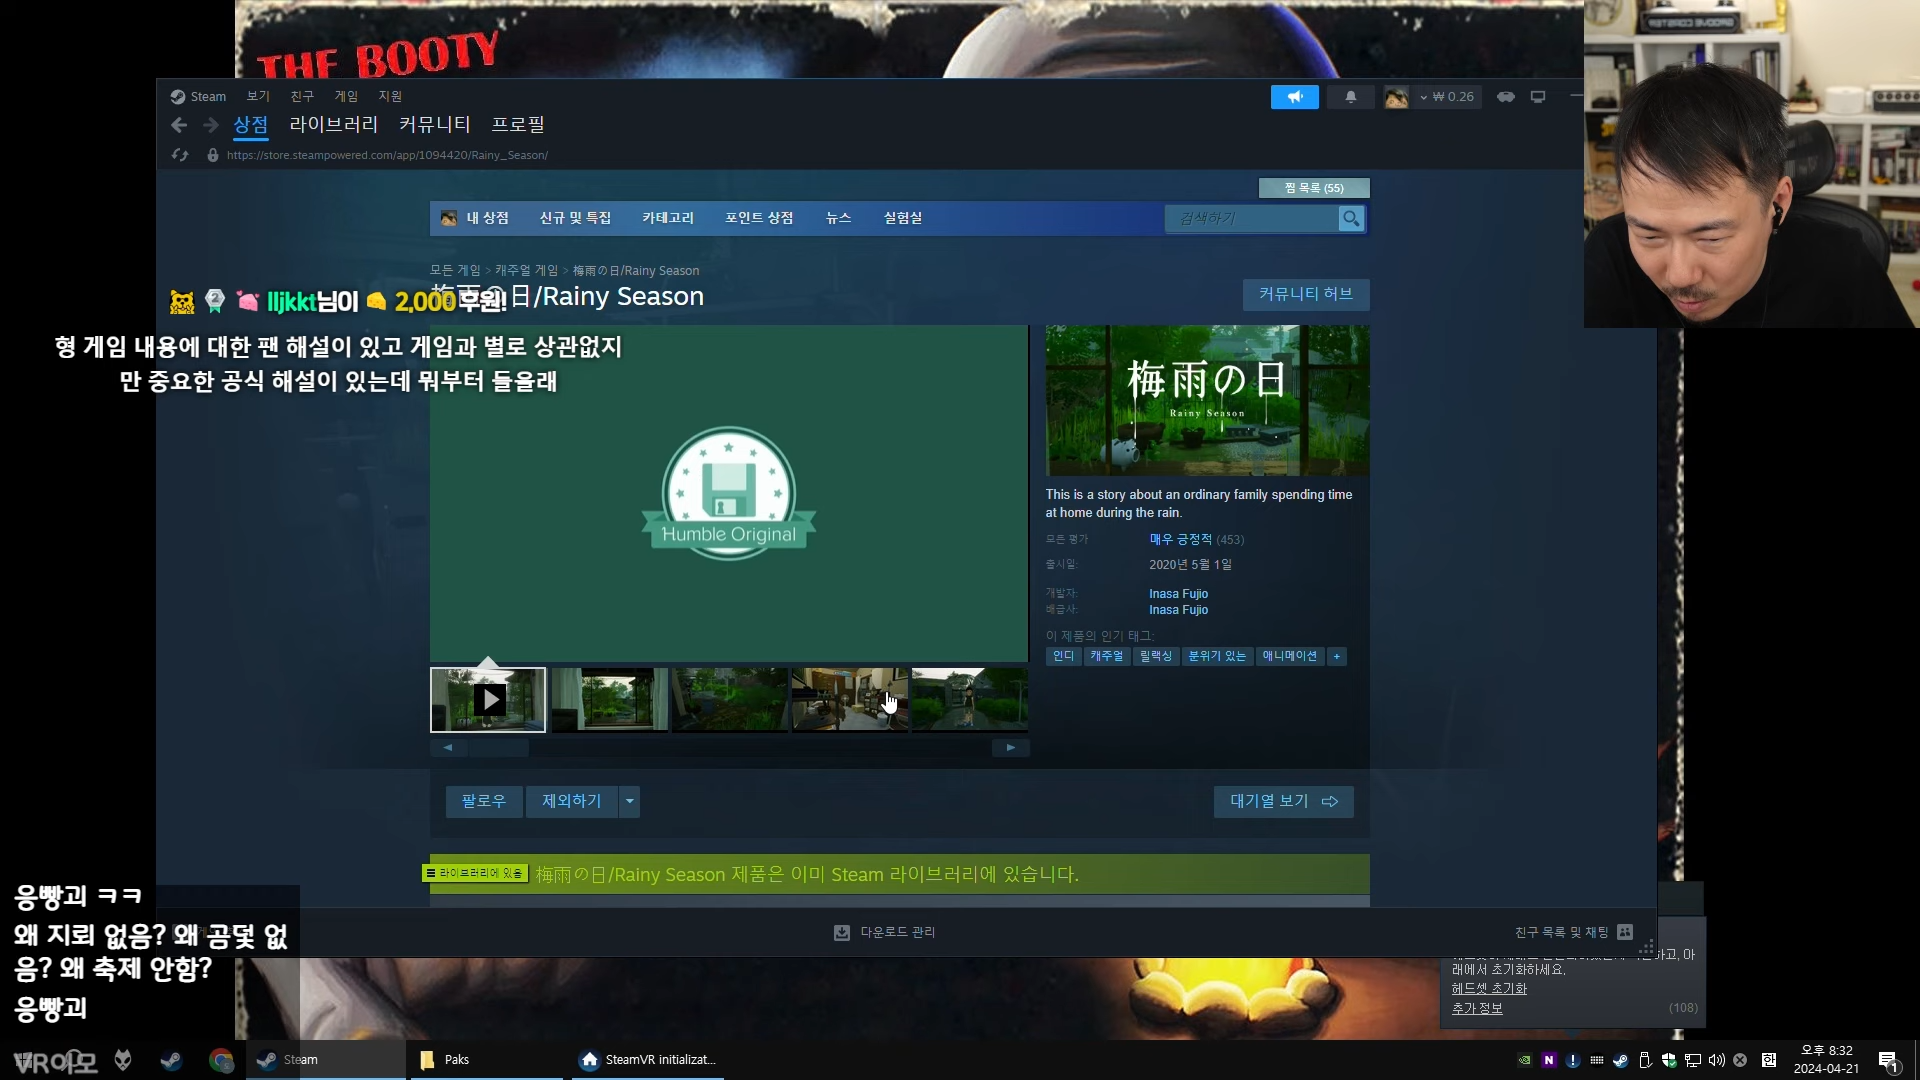 THE BOOTY
Steam 보기 친구 게임 지원
₩ 0.26
상점 라이브러리 커뮤니티 프로필
https://store.steampowered.com/app/1094420/Rainy_Season/
찜 목록 (55)
내 상점 신규 및 특집 카테고리 포인트 상점 뉴스 실험실
검색하기
모든 게임 > 캐주얼 게임 > 梅雨の日/Rainy Season
梅雨の日/Rainy Season
커뮤니티 허브
lljkkt님이 2,000 후원!
형 게임 내용에 대한 팬 해설이 있고 게임과 별로 상관없지
만 중요한 공식 해설이 있는데 뭐부터 들을래
Humble Original
梅雨の日
Rainy Season
This is a story about an ordinary family spending time
at home during the rain.
모든 평가 매우 긍정적 (453)
출시일: 2020년 5월 1일
개발자: Inasa Fujio
배급사: Inasa Fujio
이 제품의 인기 태그:
인디 캐주얼 릴랙싱 분위기 있는 애니메이션 +
팔로우 제외하기
대기열 보기
라이브러리에 있음
梅雨の日/Rainy Season 제품은 이미 Steam 라이브러리에 있습니다.
다운로드 관리
친구 목록 및 채팅
응빵괴 ㅋㅋ
왜 지뢰 없음? 왜 곰덫 없
음? 왜 축제 안함?
응빵괴
래에서 초기화하세요.
헤드셋 초기화
추가 정보 (108)
VR이모
Steam
Paks
SteamVR initializat...
오후 8:32
2024-04-21